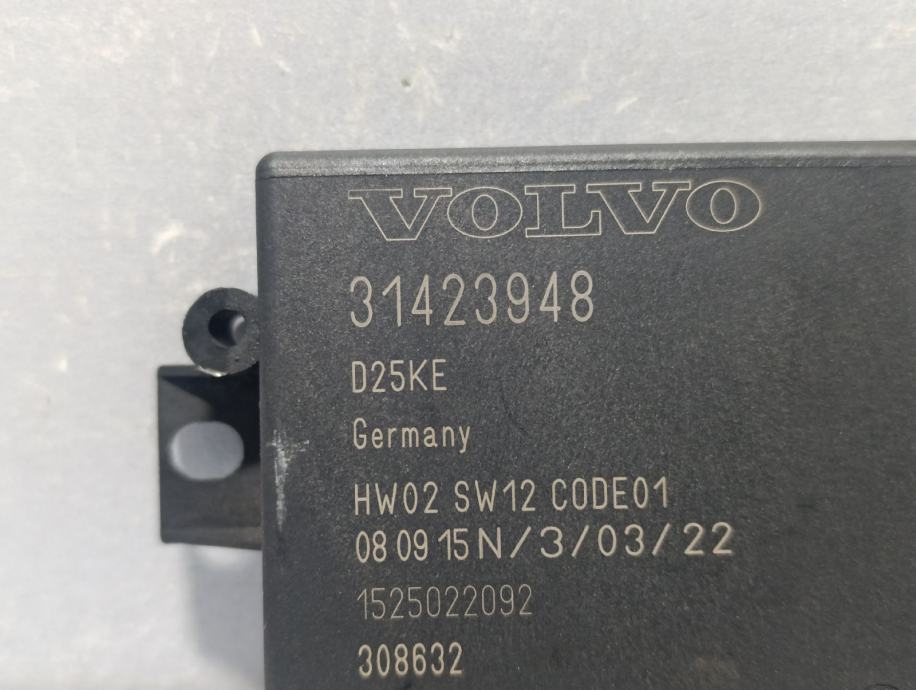 VOLVO
31423948
D25KE
Germany
HW02 SW12 CODE01
08 09 15 N/3/03/22
1525022092
308632